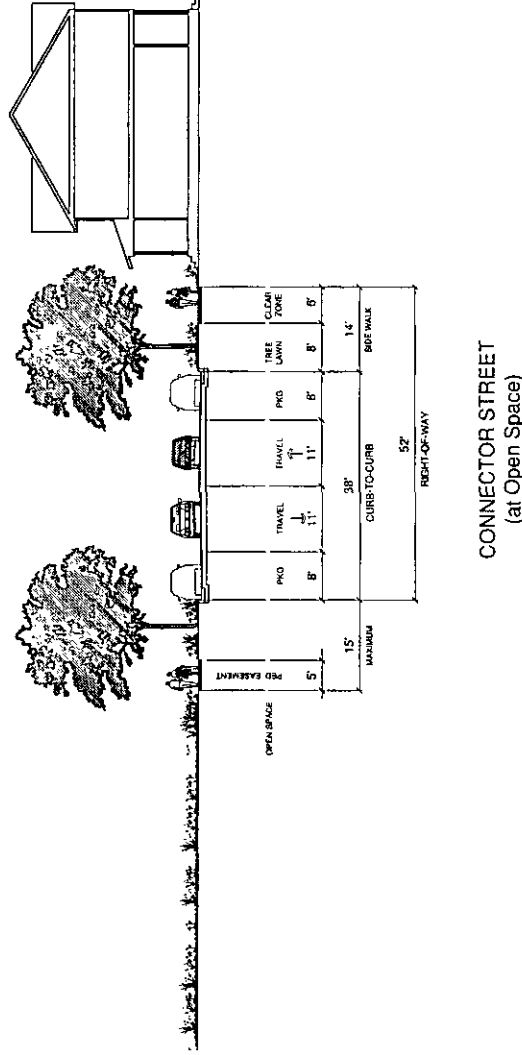 OPEN SPACE
PED EASEMENT
PKG
TRAVEL
TRAVEL
PKG
TREE
LAWN
CLEAR
ZONE
5'
8'
11'
11'
8'
8'
6'
15'
MAXIMUM
38'
CURB-TO-CURB
14'
SIDE WALK
52'
RIGHT-OF-WAY
CONNECTOR STREET
(at Open Space)